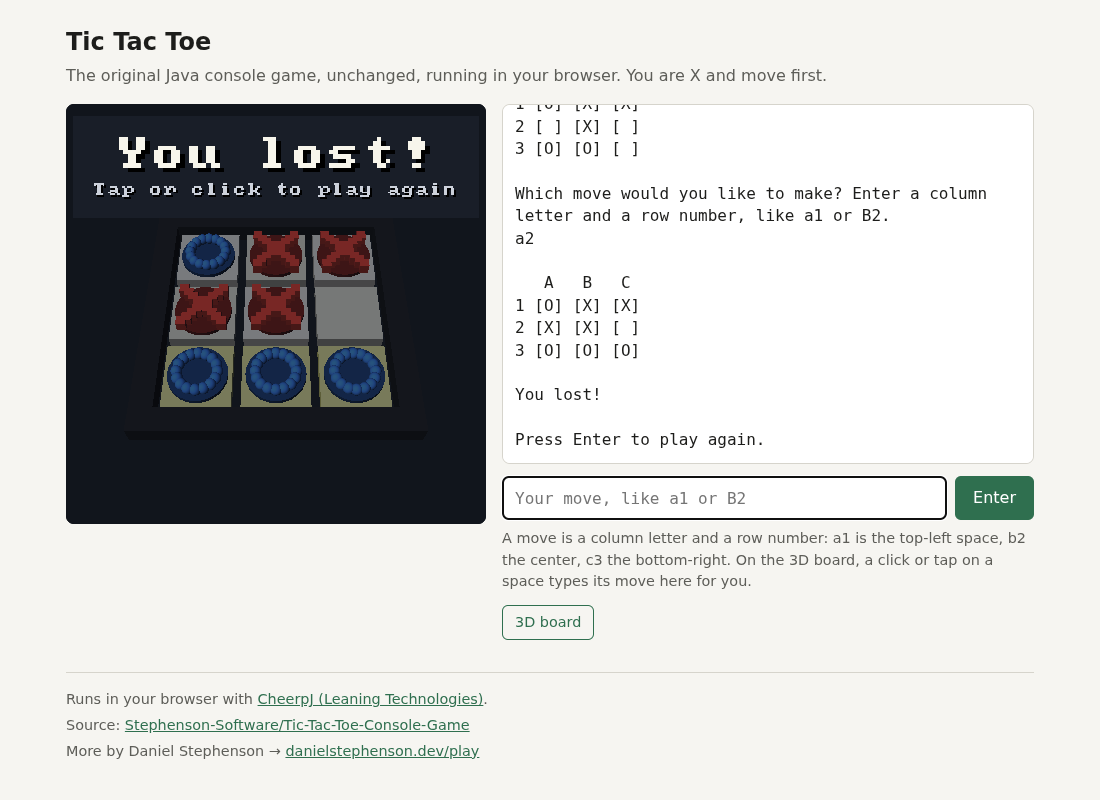 Tic Tac Toe
The original Java console game, unchanged, running in your browser. You are X and move first.
You lost!
Tap or click to play again
1 [O] [X] [X]
2 [ ] [X] [ ]
3 [O] [O] [ ]
Which move would you like to make? Enter a column
letter and a row number, like a1 or B2.
a2
A B C
1 [O] [X] [X]
2 [X] [X] [ ]
3 [O] [O] [O]
You lost!
Press Enter to play again.
Your move, like a1 or B2
Enter
A move is a column letter and a row number: a1 is the top-left space, b2
the center, c3 the bottom-right. On the 3D board, a click or tap on a
space types its move here for you.
3D board
Runs in your browser with CheerpJ (Leaning Technologies).
Source: Stephenson-Software/Tic-Tac-Toe-Console-Game
More by Daniel Stephenson → danielstephenson.dev/play